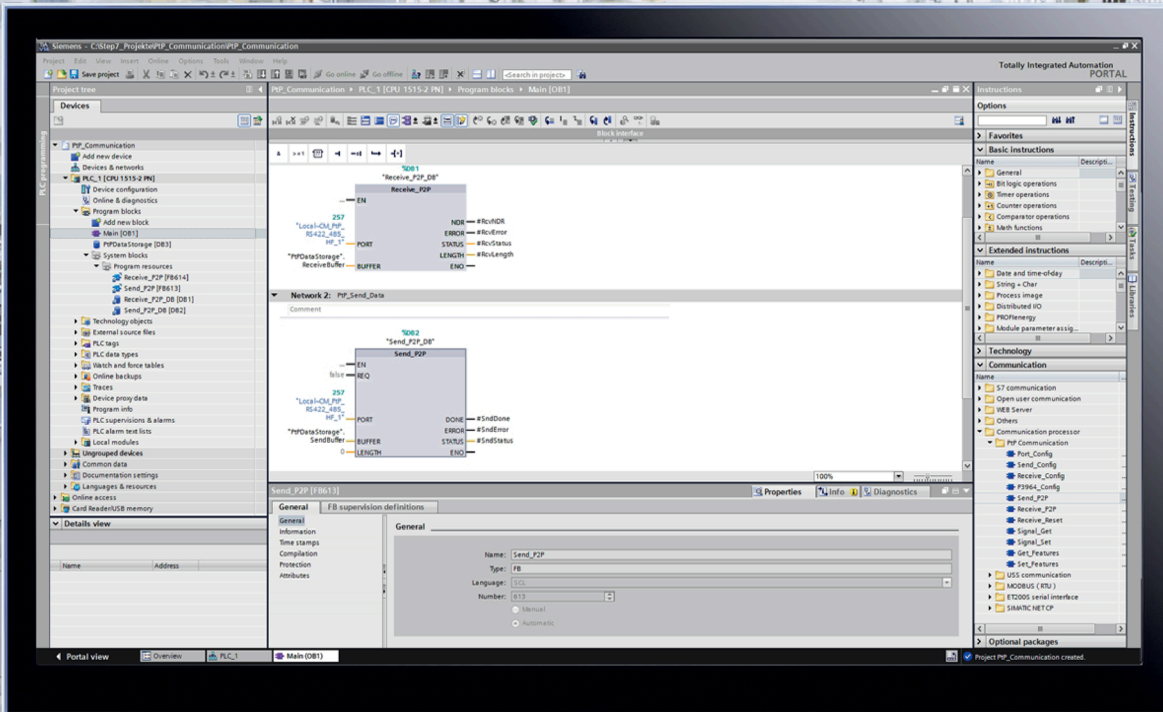 Siemens - C:\Step7_Projekte\PtP_Communication\PtP_Communication
Project Edit View Insert Online Options Tools Window Help
Totally Integrated Automation
PORTAL
Save project
Go online
Go offline
<Search in project>
Project tree
Devices
PLC programming
PtP_Communication
Add new device
Devices & networks
PLC_1 [CPU 1515-2 PN]
Device configuration
Online & diagnostics
Program blocks
Add new block
Main [OB1]
PtPDataStorage [DB3]
System blocks
Program resources
Receive_P2P [FB614]
Send_P2P [FB613]
Receive_P2P_DB [DB1]
Send_P2P_DB [DB2]
Technology objects
External source files
PLC tags
PLC data types
Watch and force tables
Online backups
Traces
Device proxy data
Program info
PLC supervisions & alarms
PLC alarm text lists
Local modules
Ungrouped devices
Common data
Documentation settings
Languages & resources
Online access
Card Reader/USB memory
Details view
Name Address
PtP_Communication PLC_1 [CPU 1515-2 PN] Program blocks Main [OB1]
Block interface
%DB1
"Receive_P2P_DB"
Receive_P2P
... EN
257
"Local~CM_PtP_
RS422_485_
HF_1" PORT
"PtPDataStorage".
ReceiveBuffer BUFFER
NDR #RcvNDR
ERROR #RcvError
STATUS #RcvStatus
LENGTH #RcvLength
ENO
Network 2: PtP_Send_Data
Comment
%DB2
"Send_P2P_DB"
Send_P2P
... EN
false REQ
257
"Local~CM_PtP_
RS422_485_
HF_1" PORT
"PtPDataStorage".
SendBuffer BUFFER
0 LENGTH
DONE #SndDone
ERROR #SndError
STATUS #SndStatus
ENO
100%
Send_P2P [FB613]
Properties
Info
Diagnostics
General
FB supervision definitions
General
Information
Time stamps
Compilation
Protection
Attributes
General
Name: Send_P2P
Type: FB
Language: SCL
Number: 613
Manual
Automatic
Instructions
Options
Favorites
Basic instructions
Name Descripti...
General
Bit logic operations
Timer operations
Counter operations
Comparator operations
Math functions
Extended instructions
Name Descripti...
Date and time-of-day
String + Char
Process image
Distributed I/O
PROFIenergy
Module parameter assig...
Technology
Communication
Name
S7 communication
Open user communication
WEB Server
Others
Communication processor
PtP Communication
Port_Config
Send_Config
Receive_Config
P3964_Config
Send_P2P
Receive_P2P
Receive_Reset
Signal_Get
Signal_Set
Get_Features
Set_Features
USS communication
MODBUS (RTU)
ET200S serial interface
SIMATIC NET CP
Optional packages
Instructions
Testing
Tasks
Libraries
Portal view
Overview
PLC_1
Main (OB1)
Project PtP_Communication created.